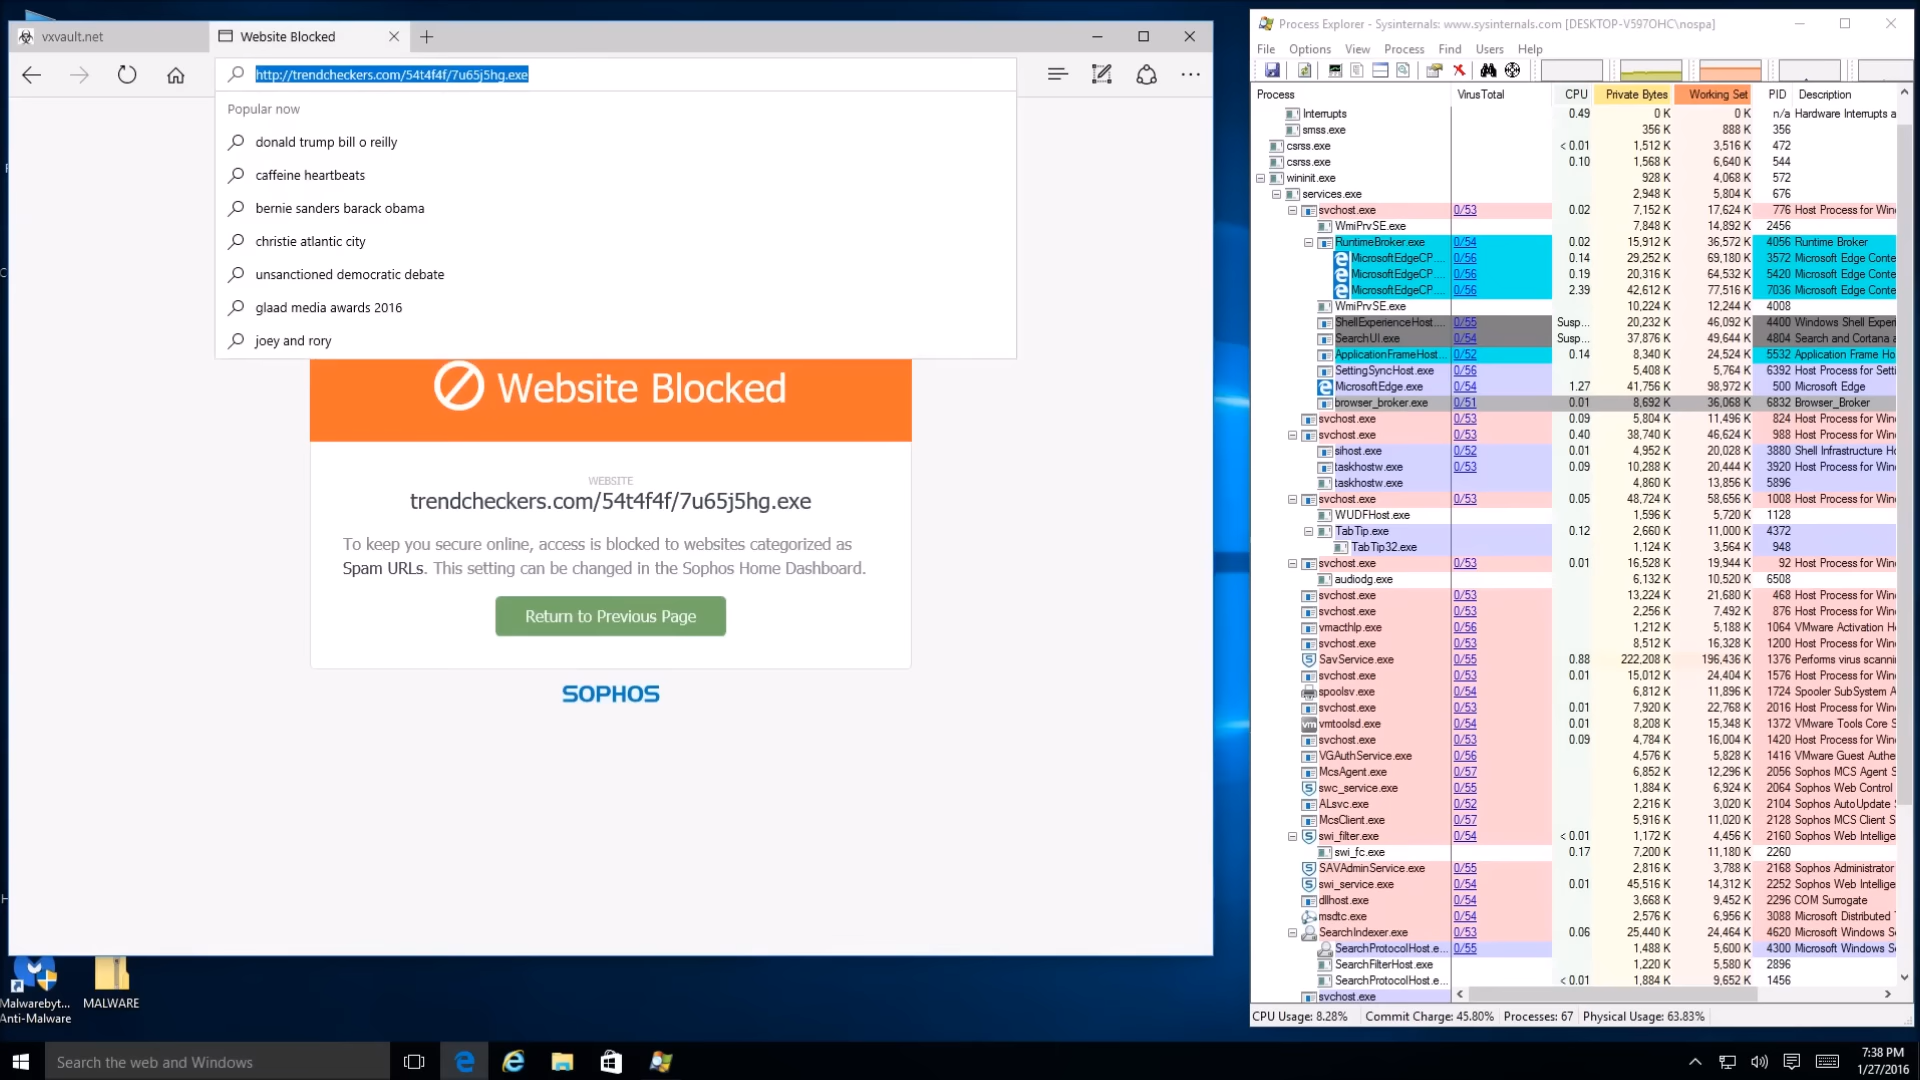 vxvault.net
Website Blocked
http://trendcheckers.com/54t4f4f/7u65j5hg.exe
Popular now
donald trump bill o reilly
caffeine heartbeats
bernie sanders barack obama
christie atlantic city
unsanctioned democratic debate
glaad media awards 2016
joey and rory
Website Blocked
WEBSITE
trendcheckers.com/54t4f4f/7u65j5hg.exe
To keep you secure online, access is blocked to websites categorized as
Spam URLs. This setting can be changed in the Sophos Home Dashboard.
Return to Previous Page
SOPHOS
Malwarebyt...
Anti-Malware
MALWARE
Process Explorer - Sysinternals: www.sysinternals.com [DESKTOP-V597OHC\nospa]
File Options View Process Find Users Help
Process VirusTotal CPU Private Bytes Working Set PID Description
Interrupts 0.49 0 K 0 K n/a Hardware Interrupts a
smss.exe 356 K 888 K 356
csrss.exe < 0.01 1,512 K 3,516 K 472
csrss.exe 0.10 1,568 K 6,640 K 544
wininit.exe 928 K 4,068 K 572
services.exe 2,948 K 5,804 K 676
svchost.exe 0/53 0.02 7,152 K 17,624 K 776 Host Process for Win
WmiPrvSE.exe 7,848 K 14,892 K 2456
RuntimeBroker.exe 0/54 0.02 15,912 K 36,572 K 4056 Runtime Broker
MicrosoftEdgeCP... 0/56 0.14 29,252 K 69,180 K 3572 Microsoft Edge Conte
MicrosoftEdgeCP... 0/56 0.19 20,316 K 64,532 K 5420 Microsoft Edge Conte
MicrosoftEdgeCP... 0/56 2.39 42,612 K 77,516 K 7036 Microsoft Edge Conte
WmiPrvSE.exe 10,224 K 12,244 K 4008
ShellExperienceHost... 0/55 Susp... 20,232 K 46,092 K 4400 Windows Shell Exper
SearchUI.exe 0/54 Susp... 37,876 K 49,644 K 4804 Search and Cortana a
ApplicationFrameHost... 0/52 0.14 8,340 K 24,524 K 5532 Application Frame Ho
SettingSyncHost.exe 0/56 5,408 K 5,764 K 6392 Host Process for Setti
MicrosoftEdge.exe 0/54 1.27 41,756 K 98,972 K 500 Microsoft Edge
browser_broker.exe 0/51 0.01 8,692 K 36,068 K 6832 Browser_Broker
svchost.exe 0/53 0.09 5,804 K 11,496 K 824 Host Process for Win
svchost.exe 0/53 0.40 38,740 K 46,624 K 988 Host Process for Win
sihost.exe 0/52 0.01 4,952 K 20,028 K 3880 Shell Infrastructure Ho
taskhostw.exe 0/53 0.09 10,288 K 20,444 K 3920 Host Process for Win
taskhostw.exe 4,860 K 13,856 K 5896
svchost.exe 0/53 0.05 48,724 K 58,656 K 1008 Host Process for Win
WUDFHost.exe 1,596 K 5,720 K 1128
TabTip.exe 0.12 2,660 K 11,000 K 4372
TabTip32.exe 1,124 K 3,564 K 948
svchost.exe 0/53 0.01 16,528 K 19,944 K 92 Host Process for Win
audiodg.exe 6,132 K 10,520 K 6508
svchost.exe 0/53 13,224 K 21,680 K 468 Host Process for Win
svchost.exe 0/53 2,256 K 7,492 K 876 Host Process for Win
vmacthlp.exe 0/56 1,212 K 5,188 K 1064 VMware Activation H
svchost.exe 0/53 8,512 K 16,328 K 1200 Host Process for Win
SavService.exe 0/55 0.88 222,208 K 196,436 K 1376 Performs virus scannin
svchost.exe 0/53 0.01 15,012 K 24,404 K 1576 Host Process for Win
spoolsv.exe 0/54 6,812 K 11,896 K 1724 Spooler SubSystem A
svchost.exe 0/53 0.01 7,920 K 22,768 K 2016 Host Process for Win
vmtoolsd.exe 0/54 0.01 8,208 K 15,348 K 1372 VMware Tools Core S
svchost.exe 0/53 0.09 4,784 K 16,004 K 1420 Host Process for Win
VGAuthService.exe 0/56 4,576 K 5,828 K 1416 VMware Guest Authe
McsAgent.exe 0/57 6,852 K 12,296 K 2056 Sophos MCS Agent S
swc_service.exe 0/55 1,884 K 6,924 K 2064 Sophos Web Control
ALsvc.exe 0/52 2,216 K 3,020 K 2104 Sophos AutoUpdate S
McsClient.exe 0/57 5,916 K 11,020 K 2128 Sophos MCS Client S
swi_filter.exe 0/54 < 0.01 1,172 K 4,456 K 2160 Sophos Web Intellige
swi_fc.exe 0.17 7,200 K 11,180 K 2260
SAVAdminService.exe 0/55 2,816 K 3,788 K 2168 Sophos Administrator
swi_service.exe 0/54 0.01 45,516 K 14,312 K 2252 Sophos Web Intellige
dllhost.exe 0/54 3,668 K 9,452 K 2296 COM Surrogate
msdtc.exe 0/54 2,576 K 6,956 K 3088 Microsoft Distributed
SearchIndexer.exe 0/53 0.06 25,440 K 24,464 K 4620 Microsoft Windows S
SearchProtocolHost.e... 0/55 1,488 K 5,600 K 4300 Microsoft Windows S
SearchFilterHost.exe 1,220 K 5,580 K 2896
SearchProtocolHost.e... < 0.01 1,884 K 9,652 K 1456
svchost.exe
CPU Usage: 8.28% Commit Charge: 45.80% Processes: 67 Physical Usage: 63.83%
Search the web and Windows
7:38 PM
1/27/2016